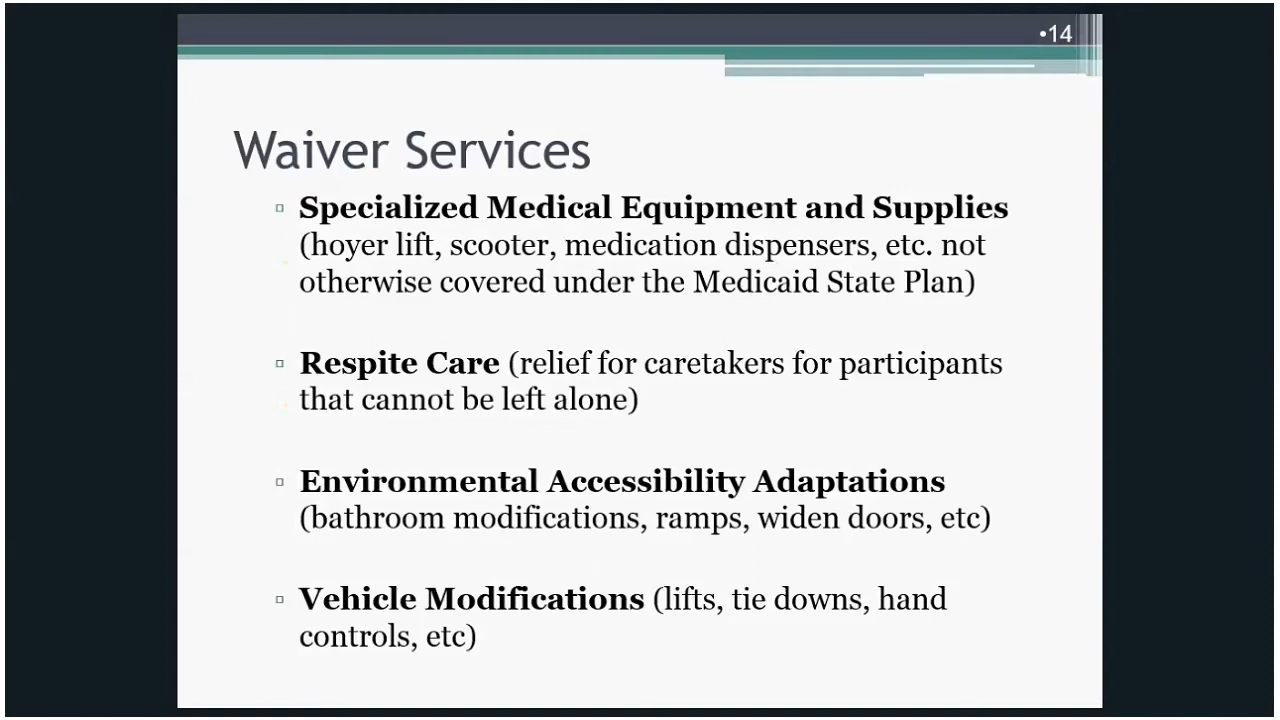 •14
Waiver Services
▫ Specialized Medical Equipment and Supplies
(hoyer lift, scooter, medication dispensers, etc. not
otherwise covered under the Medicaid State Plan)
▫ Respite Care (relief for caretakers for participants
that cannot be left alone)
▫ Environmental Accessibility Adaptations
(bathroom modifications, ramps, widen doors, etc)
▫ Vehicle Modifications (lifts, tie downs, hand
controls, etc)